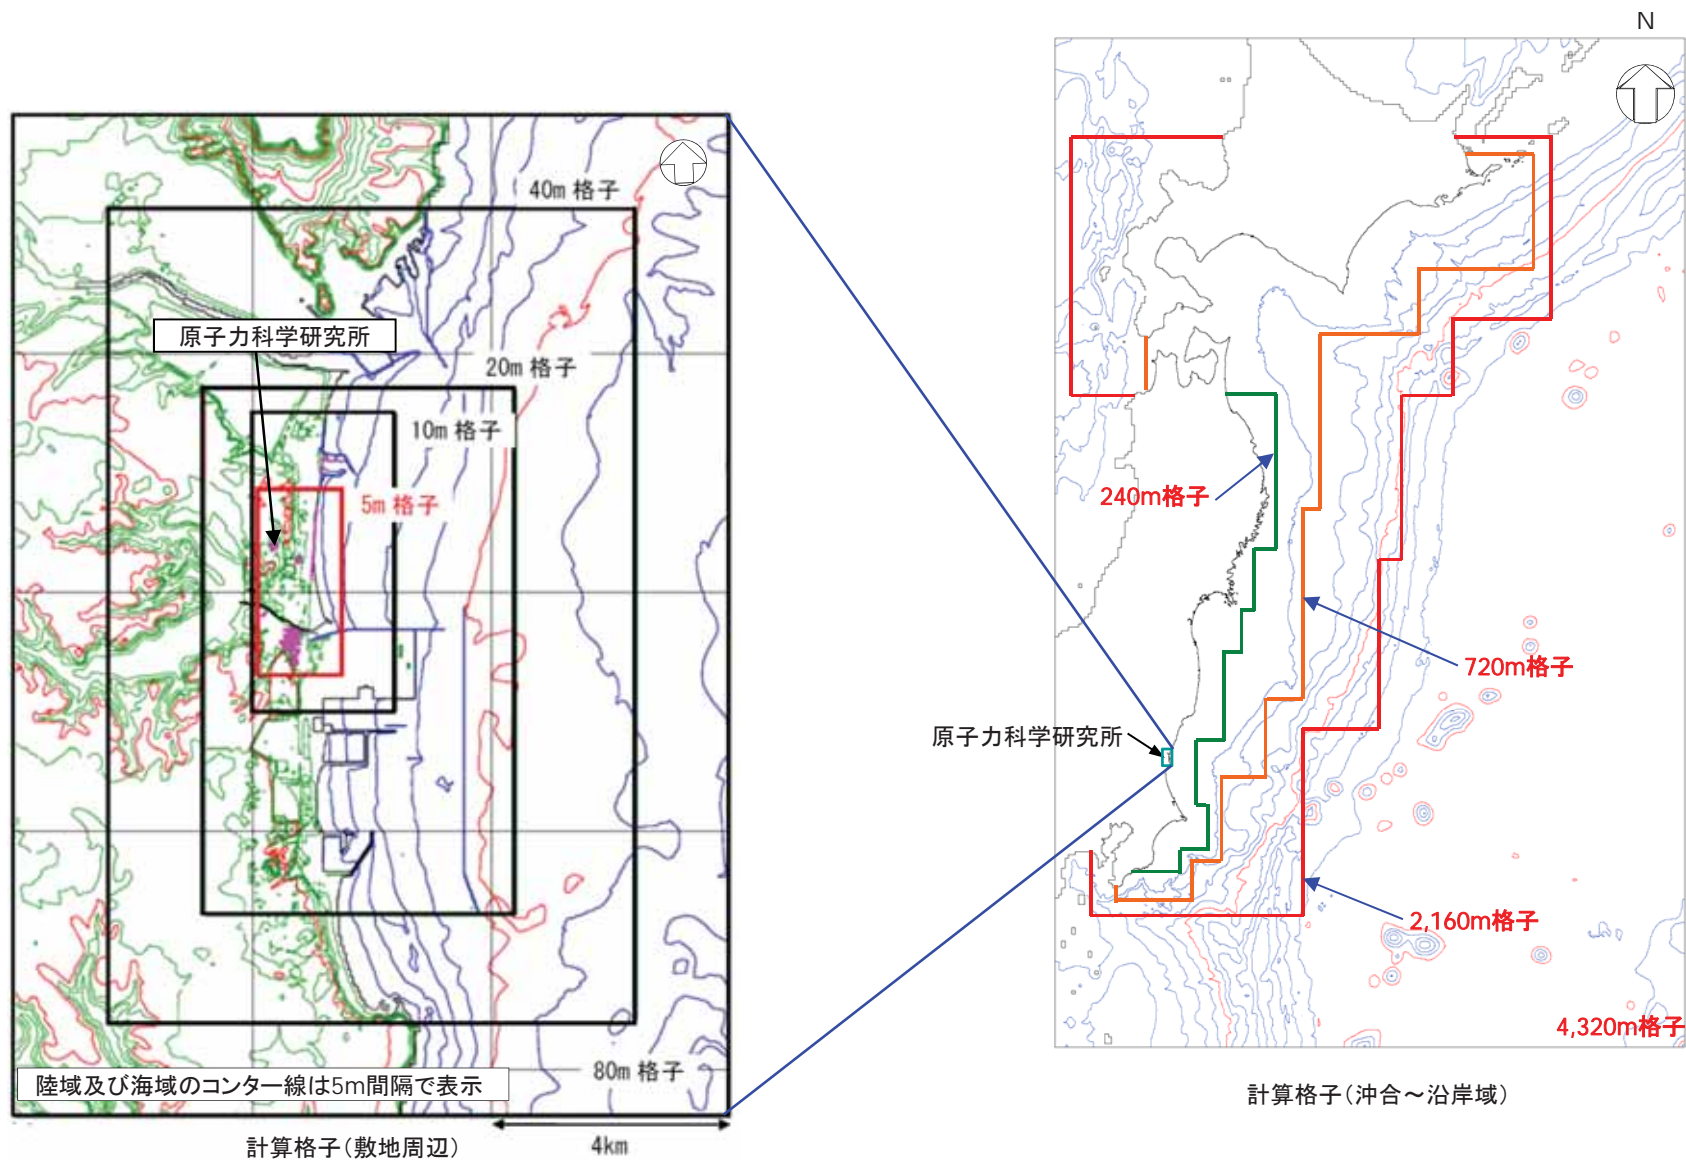 N
40m 格子
原子力科学研究所
20m 格子
10m 格子
5m 格子
240m格子
720m格子
原子力科学研究所
2,160m格子
4,320m格子
80m 格子
陸域及び海域のコンター線は5m間隔で表示
計算格子(沖合～沿岸域)
計算格子(敷地周辺)
4km